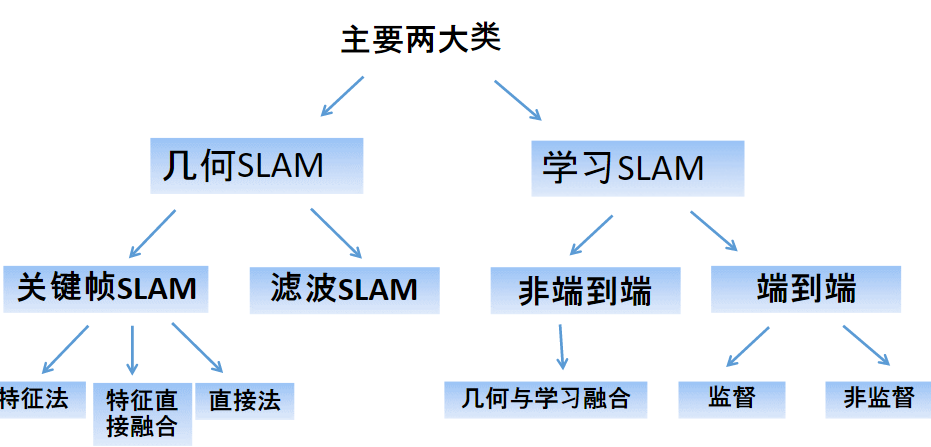 主要两大类
几何SLAM
学习SLAM
关键帧SLAM
滤波SLAM
非端到端
端到端
特征法
特征直
接融合
直接法
几何与学习融合
监督
非监督